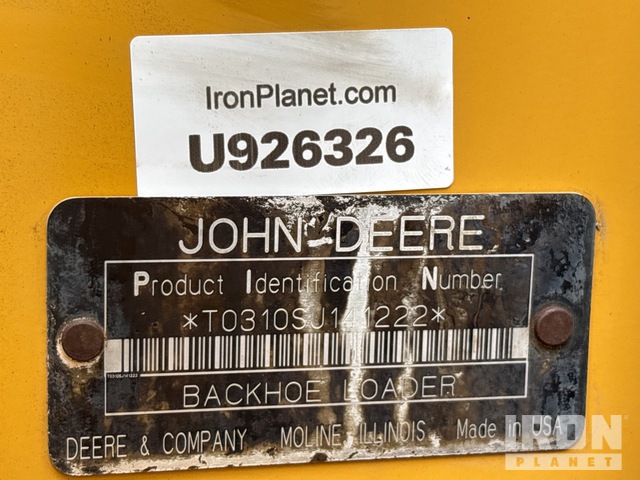 IronPlanet.com
U926326
JOHN DEERE
Product Identification Number
*T0310SJ141222*
BACKHOE LOADER
DEERE & COMPANY MOLINE, ILLINOIS Made in USA
IRON
PLANET